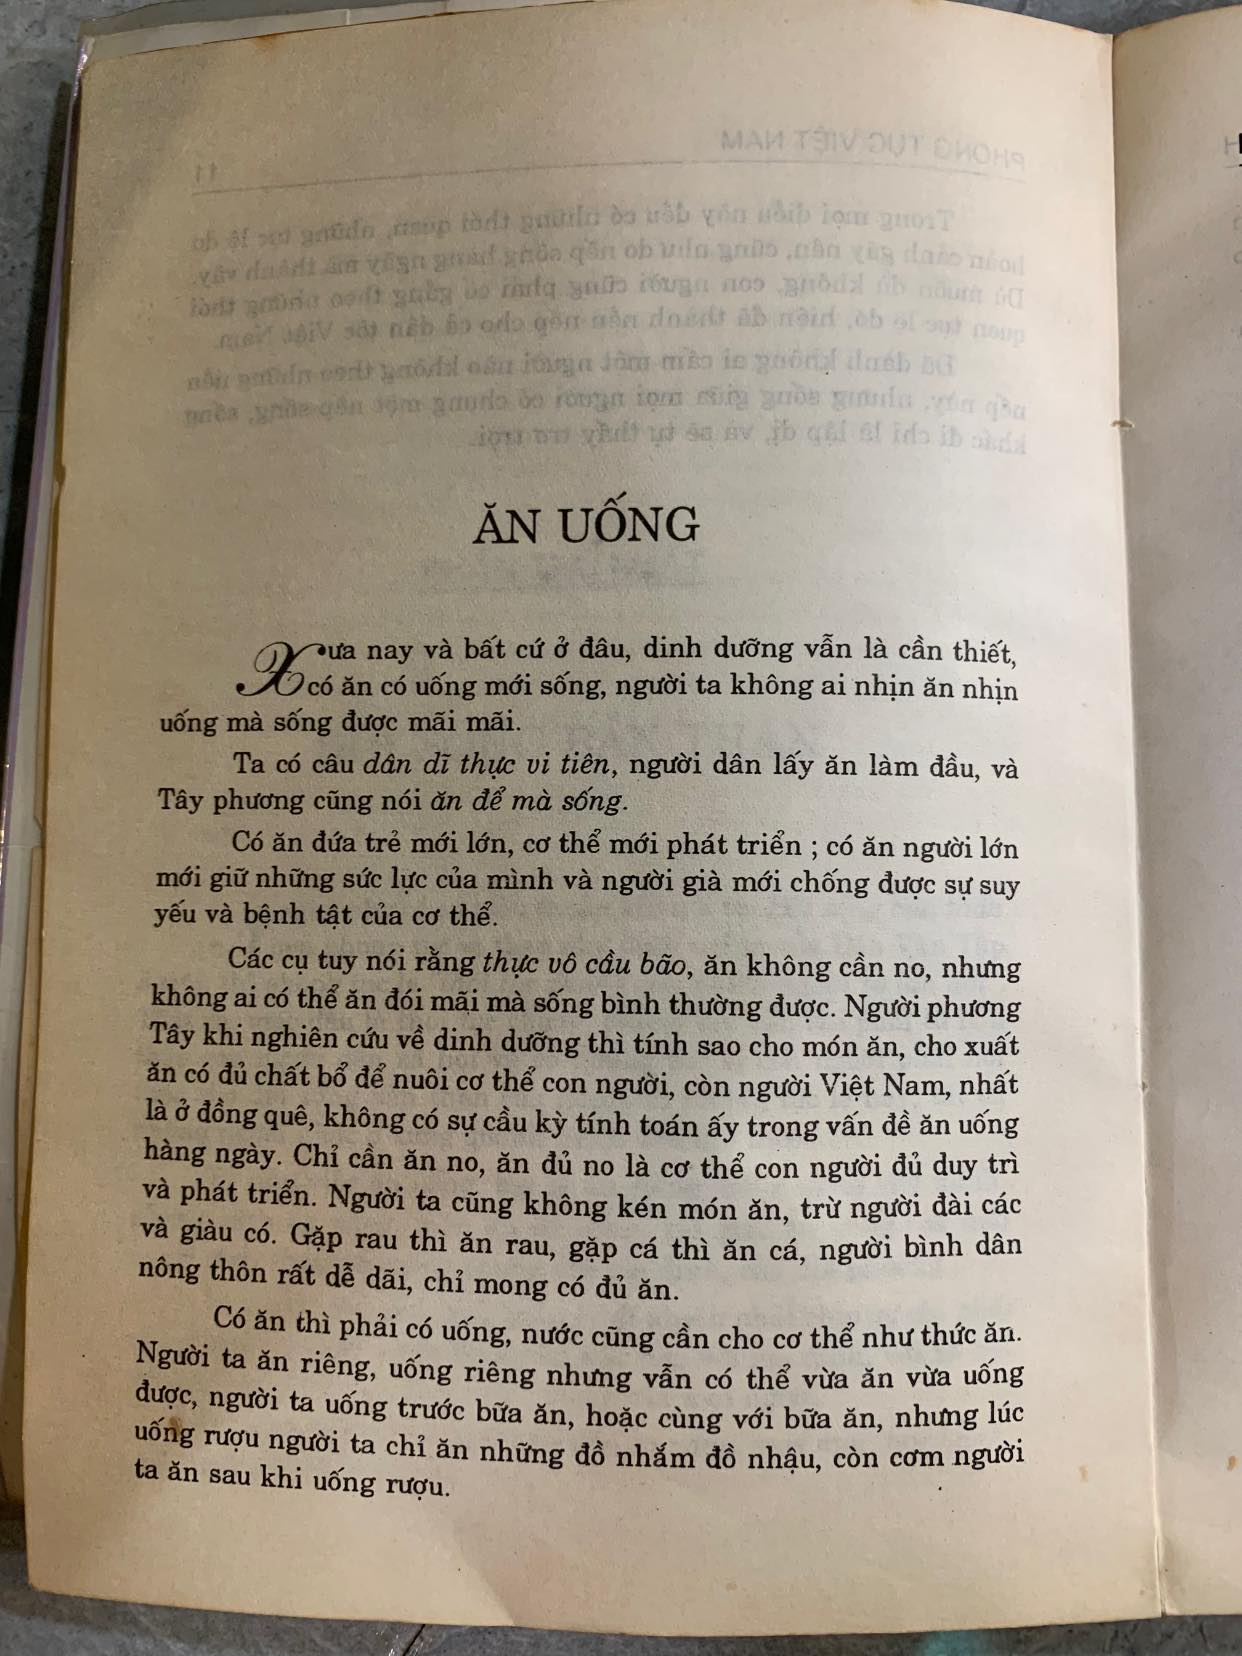 ĂN UỐNG
Xưa nay và bất cứ ở đâu, dinh dưỡng vẫn là cần thiết,
có ăn có uống mới sống, người ta không ai nhịn ăn nhịn
uống mà sống được mãi mãi.
Ta có câu dân dĩ thực vi tiên, người dân lấy ăn làm đầu, và
Tây phương cũng nói ăn để mà sống.
Có ăn đứa trẻ mới lớn, cơ thể mới phát triển ; có ăn người lớn
mới giữ những sức lực của mình và người già mới chống được sự suy
yếu và bệnh tật của cơ thể.
Các cụ tuy nói rằng thực vô cầu bão, ăn không cần no, nhưng
không ai có thể ăn đói mãi mà sống bình thường được. Người phương
Tây khi nghiên cứu về dinh dưỡng thì tính sao cho món ăn, cho xuất
ăn có đủ chất bổ để nuôi cơ thể con người, còn người Việt Nam, nhất
là ở đồng quê, không có sự cầu kỳ tính toán ấy trong vấn đề ăn uống
hàng ngày. Chỉ cần ăn no, ăn đủ no là cơ thể con người đủ duy trì
và phát triển. Người ta cũng không kén món ăn, trừ người đài các
và giàu có. Gặp rau thì ăn rau, gặp cá thì ăn cá, người bình dân
nông thôn rất dễ dãi, chỉ mong có đủ ăn.
Có ăn thì phải có uống, nước cũng cần cho cơ thể như thức ăn.
Người ta ăn riêng, uống riêng nhưng vẫn có thể vừa ăn vừa uống
được, người ta uống trước bữa ăn, hoặc cùng với bữa ăn, nhưng lúc
uống rượu người ta chỉ ăn những đồ nhắm đồ nhậu, còn cơm người
ta ăn sau khi uống rượu.